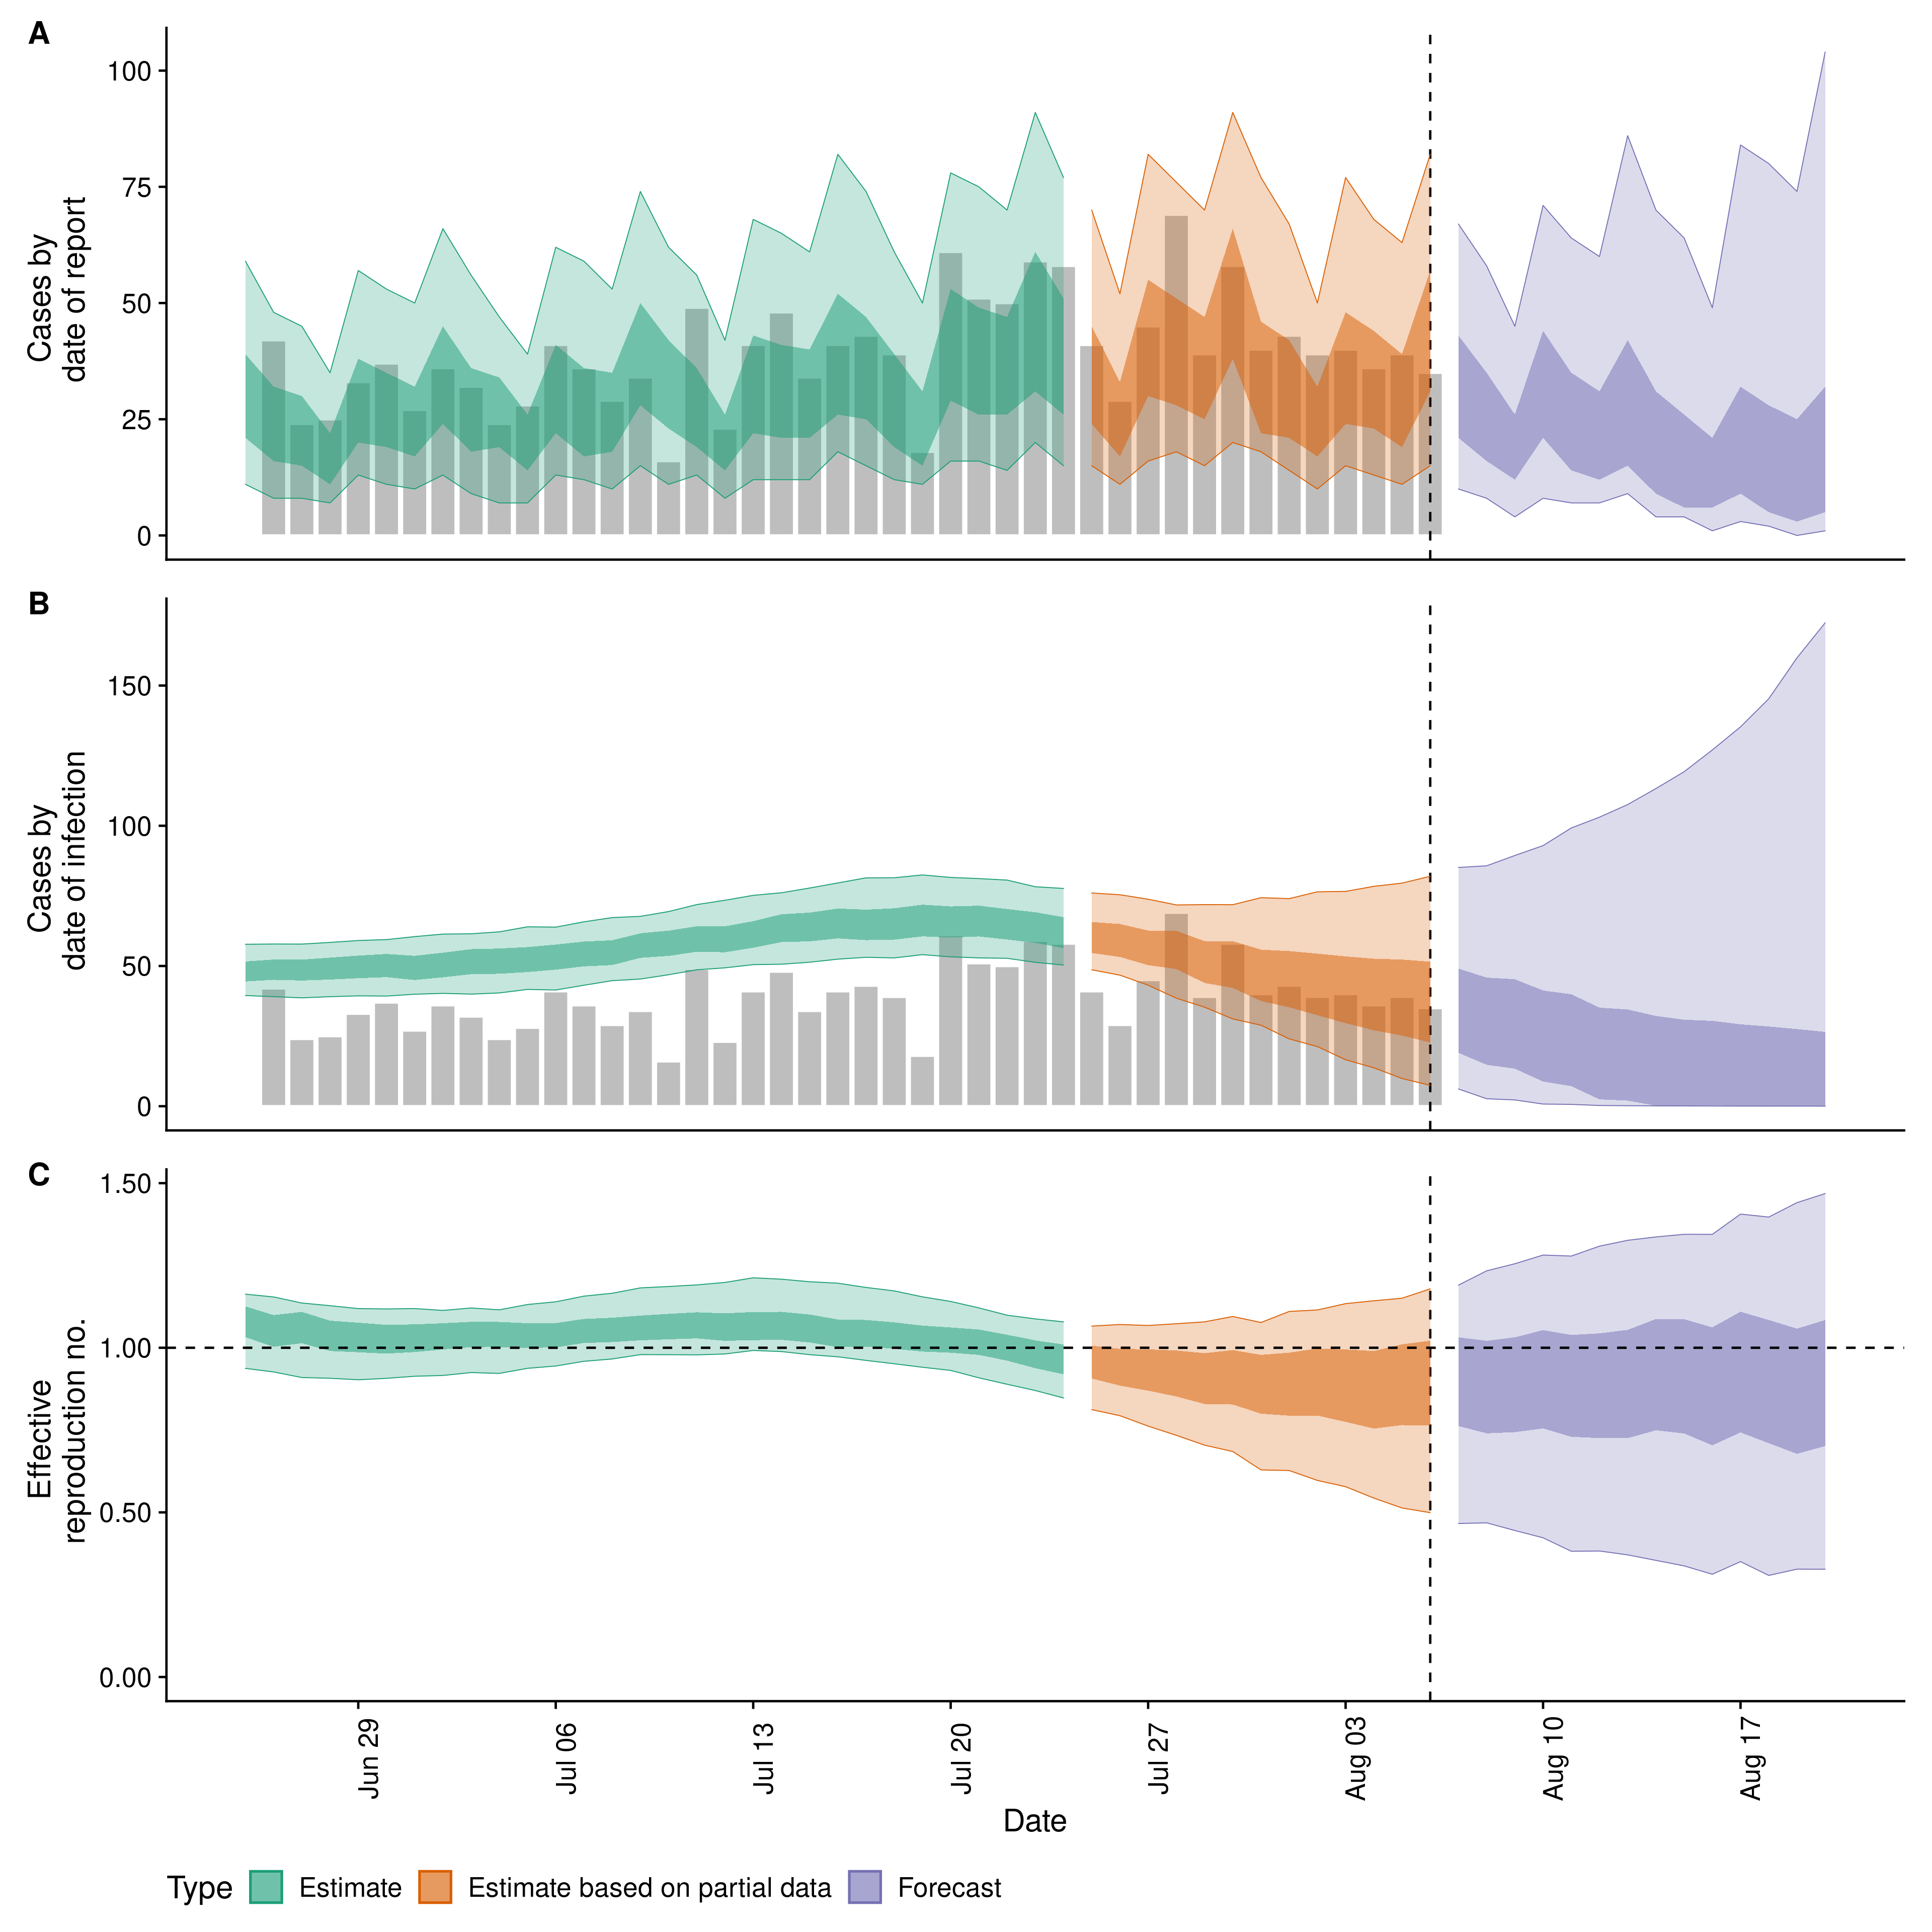 A
Cases by
date of report
100
75
50
25
0
B
Cases by
date of infection
150
100
50
0
C
Effective
reproduction no.
1.50
1.00
0.50
0.00
Jun 29
Jul 06
Jul 13
Jul 20
Jul 27
Aug 03
Aug 10
Aug 17
Date
Type Estimate Estimate based on partial data Forecast